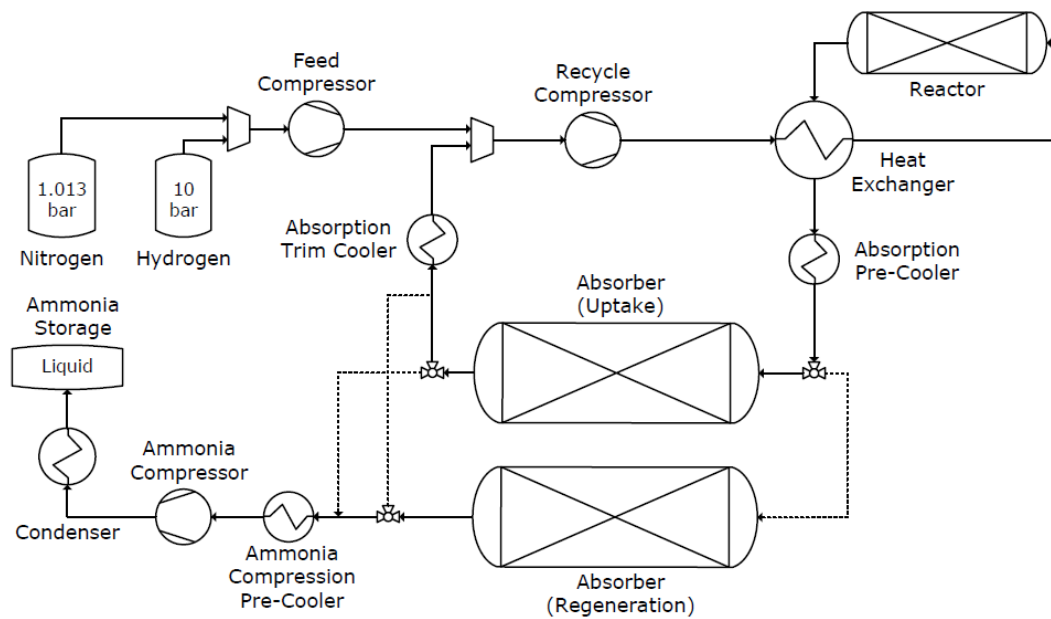 Feed
Compressor
Recycle
Compressor
Reactor
Heat
Exchanger
1.013
bar
10
bar
Nitrogen
Hydrogen
Absorption
Trim Cooler
Absorption
Pre-Cooler
Ammonia
Storage
Liquid
Absorber
(Uptake)
Ammonia
Compressor
Condenser
Ammonia
Compression
Pre-Cooler
Absorber
(Regeneration)